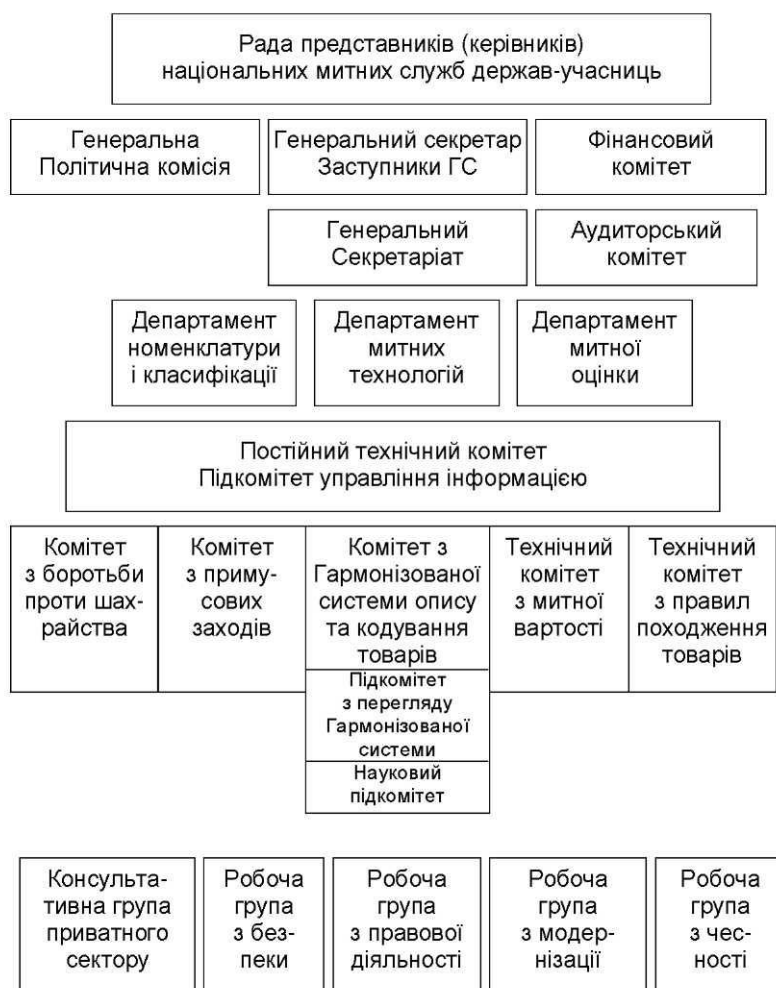 Рада представників (керівників)
національних митних служб держав-учасниць
Генеральна
Політична комісія
Генеральний секретар
Заступники ГС
Фінансовий
комітет
Генеральний
Секретаріат
Аудиторський
комітет
Департамент
номенклатури
і класифікації
Департамент
митних
технологій
Департамент
митної
оцінки
Постійний технічний комітет
Підкомітет управління інформацією
Комітет
з боротьби
проти шах-
райства
Комітет
з приму-
сових
заходів
Комітет з
Гармонізованої
системи опису
та кодування
товарів
Підкомітет
з перегляду
Гармонізованої
системи
Науковий
підкомітет
Технічний
комітет
з митної
вартості
Технічний
комітет
з правил
походження
товарів
Консульта-
тивна група
приватного
сектору
Робоча
група
з без-
пеки
Робоча
група
з правової
діяльності
Робоча
група
з модер-
нізації
Робоча
група
з чес-
ності